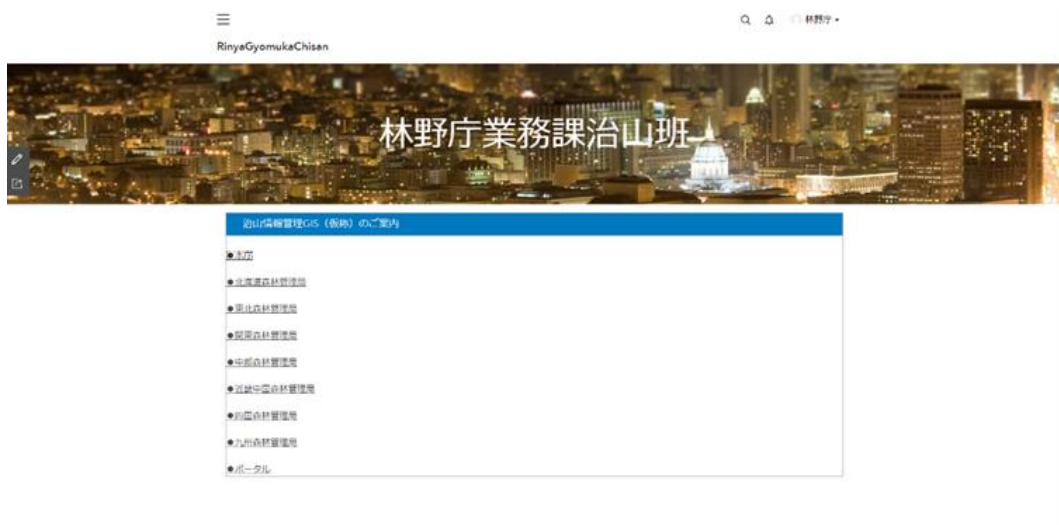 林野庁
RinyaGyomukaChisan
林野庁業務課治山班
治山情報管理GIS（仮称）のご案内
●本庁
●北海道森林管理局
●東北森林管理局
●関東森林管理局
●中部森林管理局
●近畿中国森林管理局
●四国森林管理局
●九州森林管理局
●ポータル